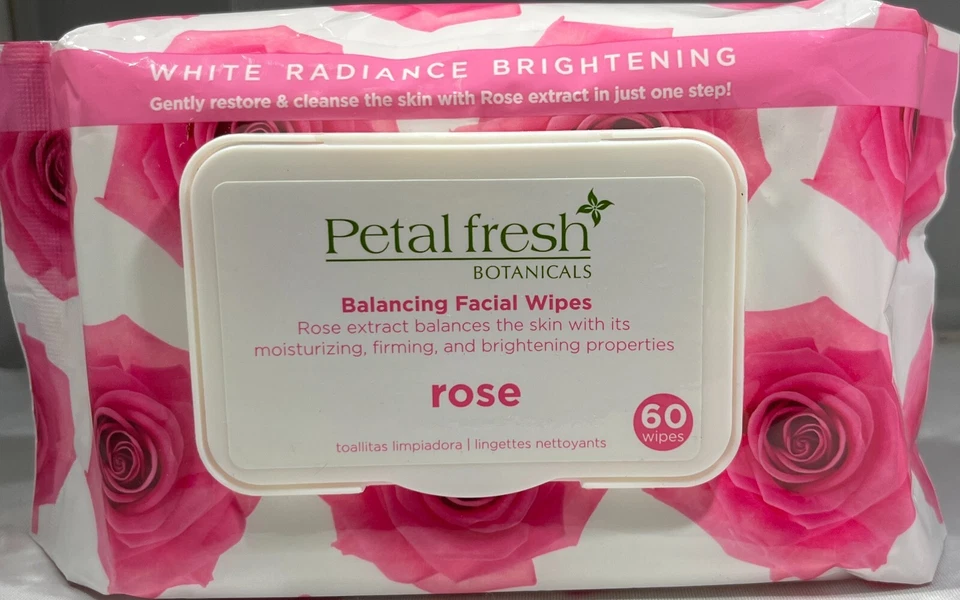 WHITE RADIANCE BRIGHTENING
Gently restore & cleanse the skin with Rose extract in just one step!
Petal fresh
BOTANICALS
Balancing Facial Wipes
Rose extract balances the skin with its
moisturizing, firming, and brightening properties
rose
60
wipes
toallitas limpiadora | lingettes nettoyants